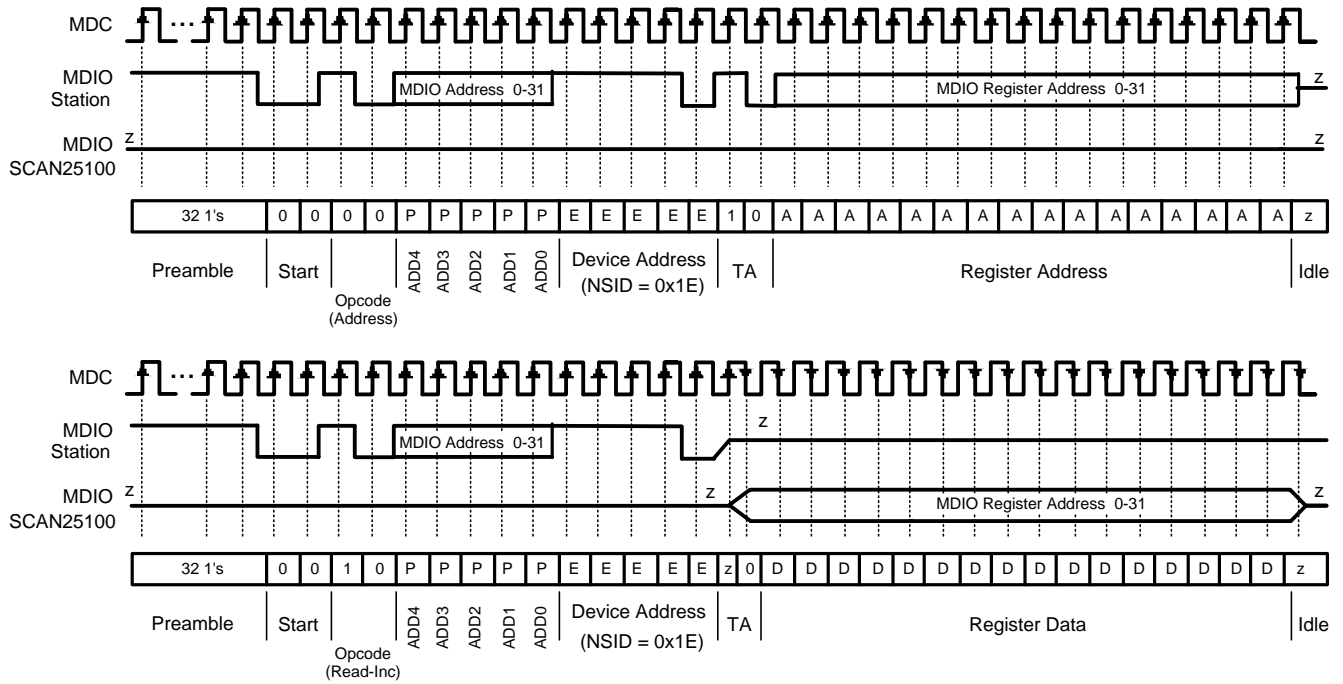 MDC
...
MDIO
Station
MDIO Address 0-31
MDIO Register Address 0-31
z
MDIO
SCAN25100
z
z
32 1's 0 0 0 0 P P P P P E E E E E 1 0 A A A A A A A A A A A A A A A A z
Preamble
Start
Opcode
(Address)
ADD4
ADD3
ADD2
ADD1
ADD0
Device Address
(NSID = 0x1E)
TA
Register Address
Idle
MDC
...
MDIO
Station
MDIO Address 0-31
z
MDIO
SCAN25100
z
z
MDIO Register Address 0-31
z
32 1's 0 0 1 0 P P P P P E E E E E z 0 D D D D D D D D D D D D D D D D z
Preamble
Start
Opcode
(Read-Inc)
ADD4
ADD3
ADD2
ADD1
ADD0
Device Address
(NSID = 0x1E)
TA
Register Data
Idle